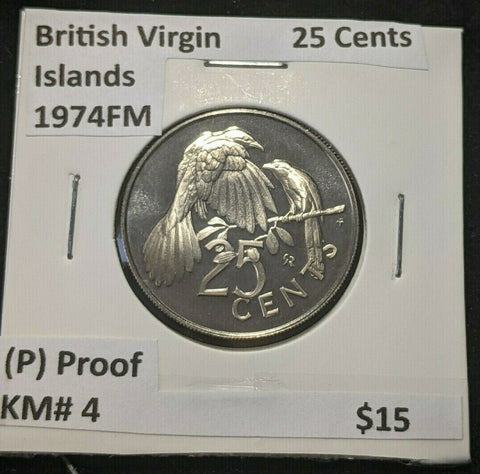 British Virgin 25 Cents
Islands
1974FM
25
CENTS
(P) Proof
KM# 4 $15